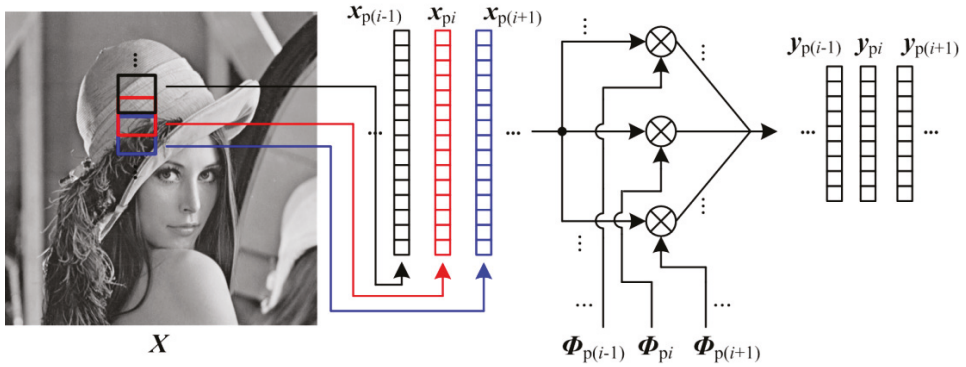 x_p(i-1) x_pi x_p(i+1)
y_p(i-1) y_pi y_p(i+1)
X
Φ_p(i-1) Φ_pi Φ_p(i+1)